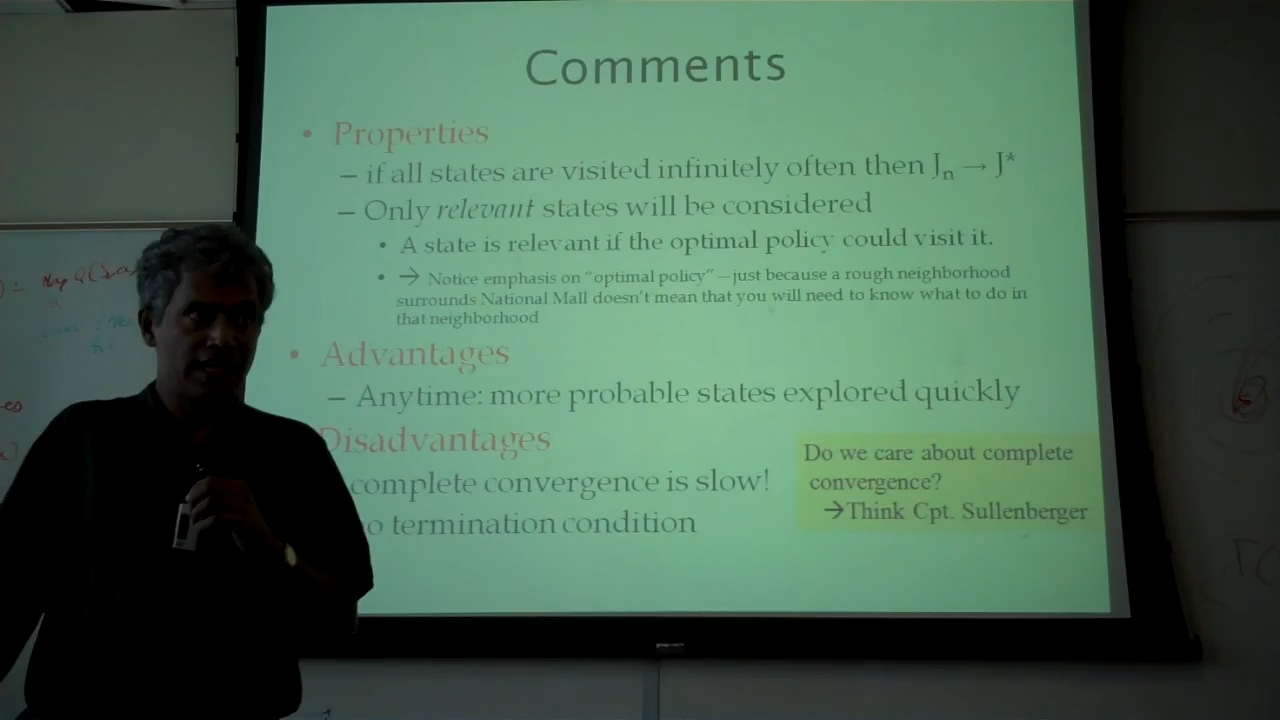 Comments
• Properties
– if all states are visited infinitely often then Jn → J*
– Only relevant states will be considered
• A state is relevant if the optimal policy could visit it.
• → Notice emphasis on "optimal policy"—just because a rough neighborhood
surrounds National Mall doesn't mean that you will need to know what to do in
that neighborhood
• Advantages
– Anytime: more probable states explored quickly
Disadvantages
complete convergence is slow!
no termination condition
Do we care about complete
convergence?
→Think Cpt. Sullenberger